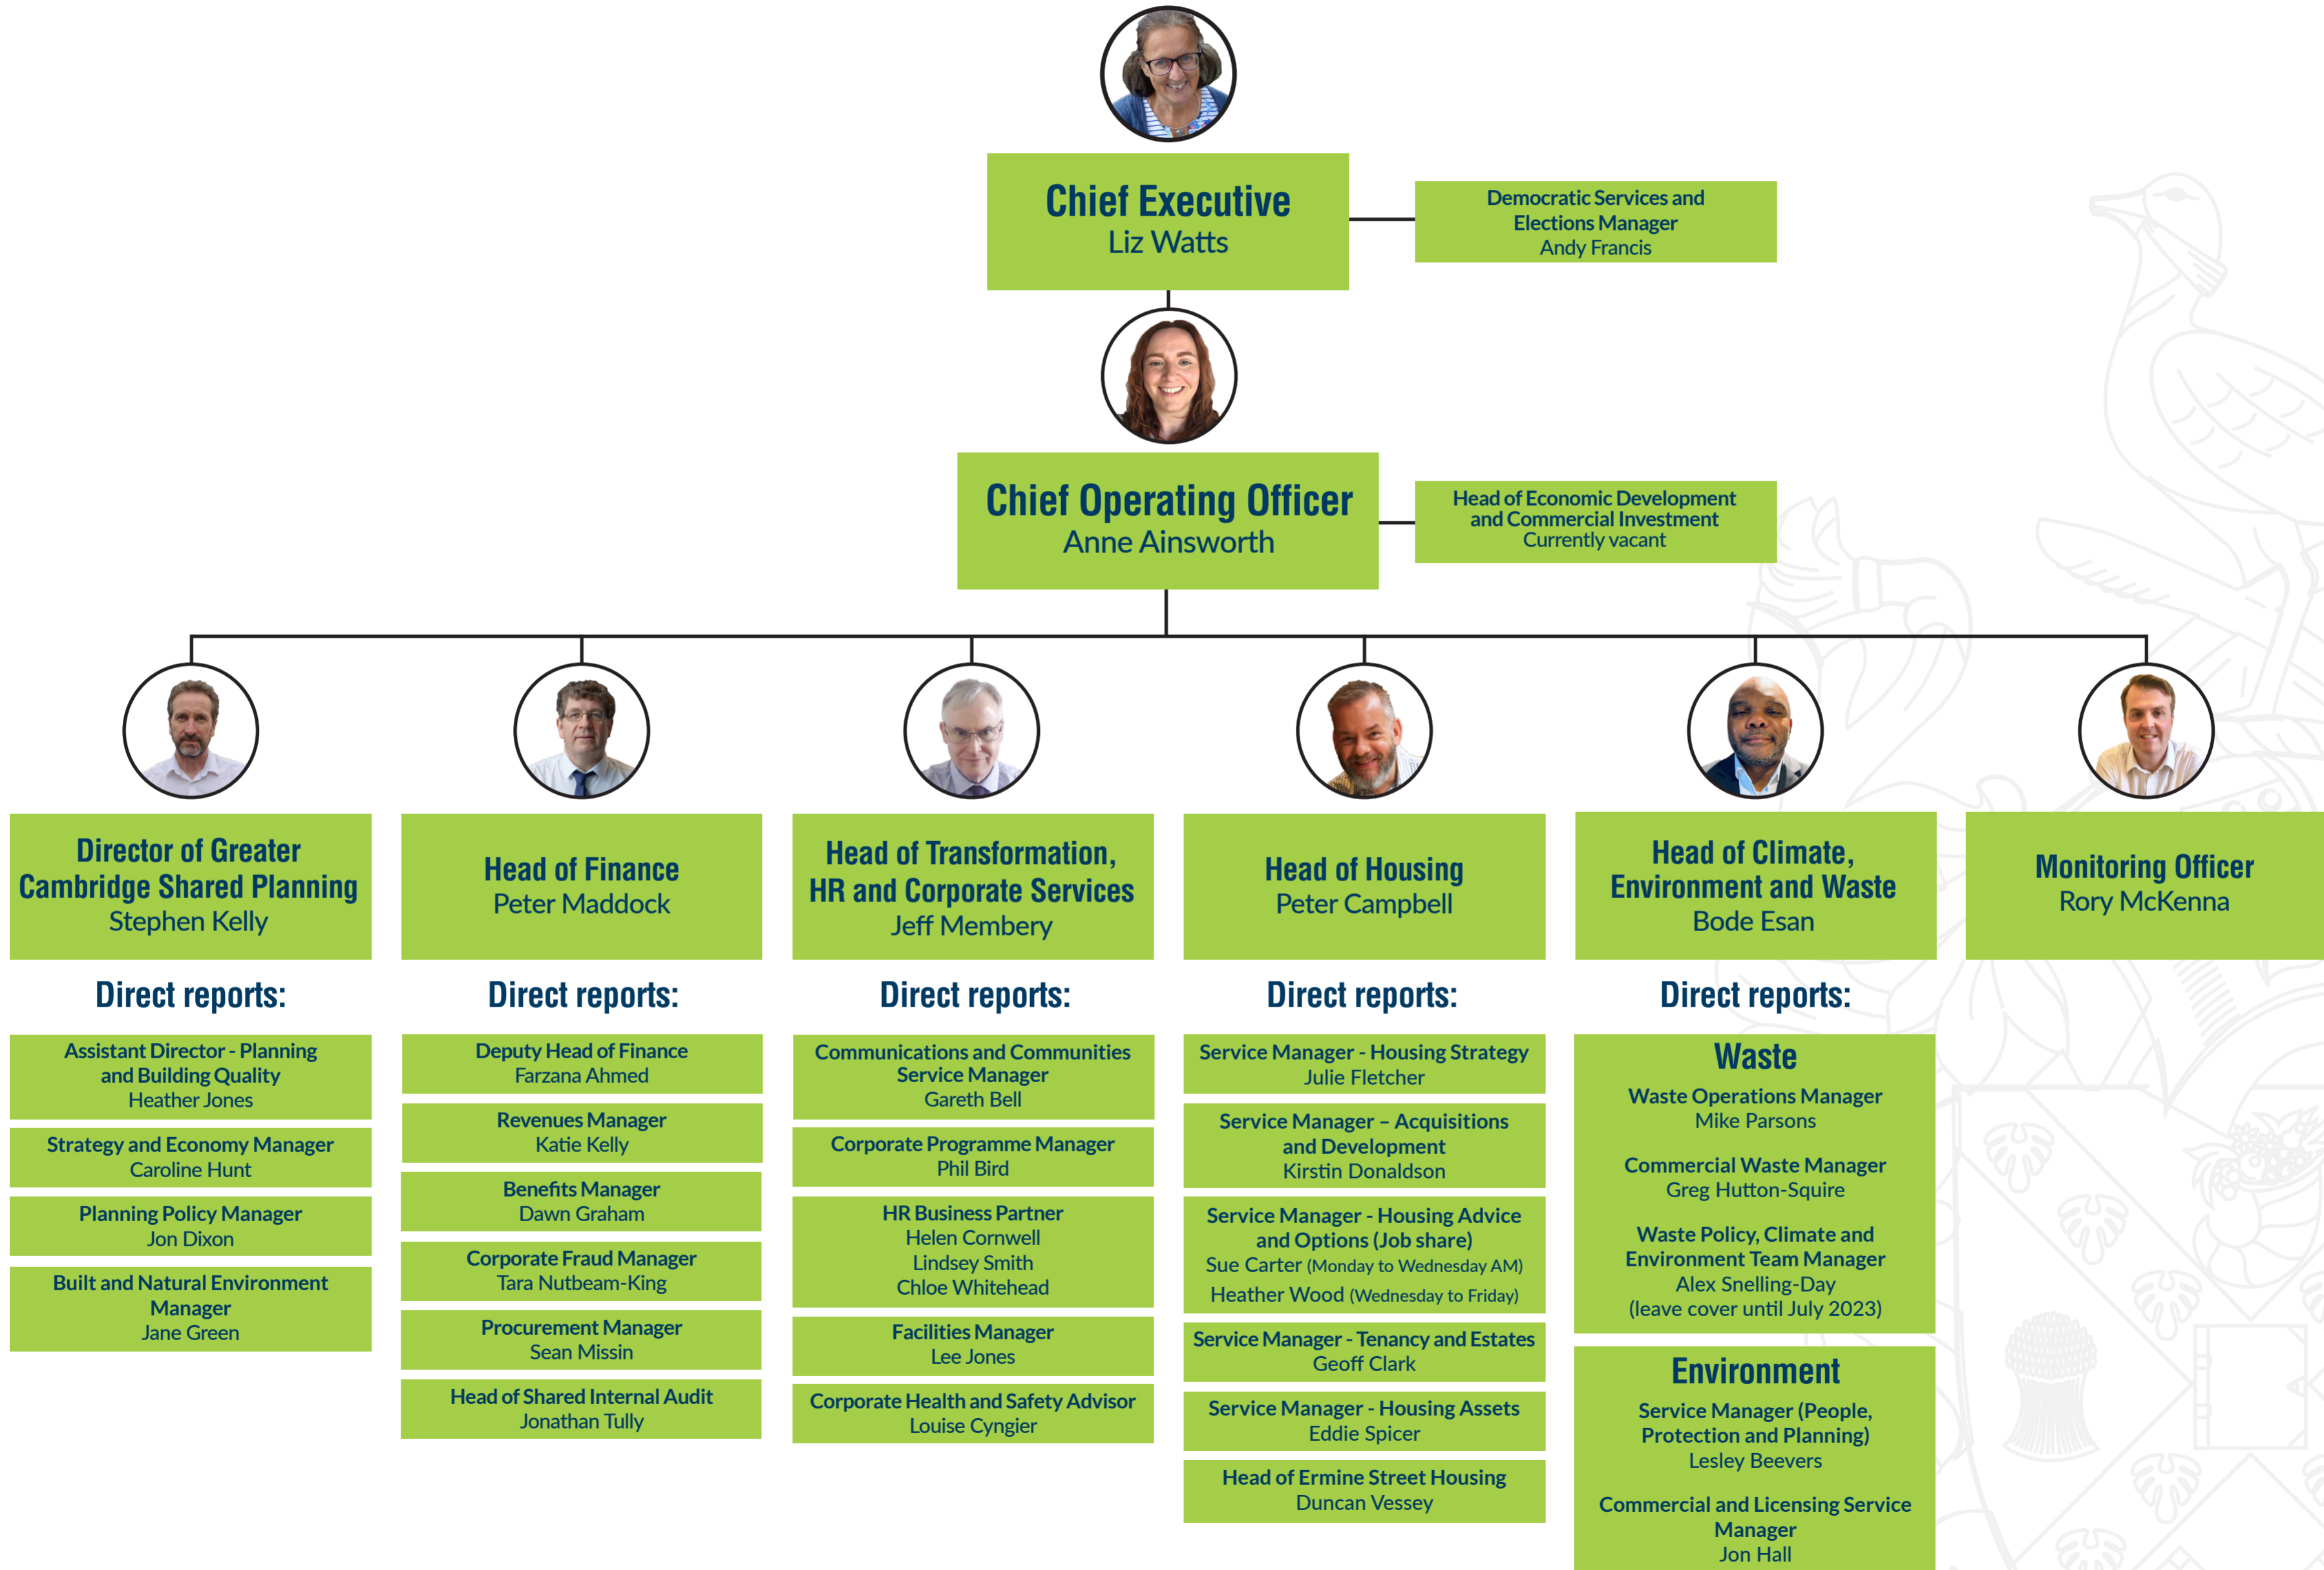 Chief Executive
Liz Watts
Democratic Services and
Elections Manager
Andy Francis
Chief Operating Officer
Anne Ainsworth
Head of Economic Development
and Commercial Investment
Currently vacant
Director of Greater
Cambridge Shared Planning
Stephen Kelly
Direct reports:
Assistant Director - Planning
and Building Quality
Heather Jones
Strategy and Economy Manager
Caroline Hunt
Planning Policy Manager
Jon Dixon
Built and Natural Environment
Manager
Jane Green
Head of Finance
Peter Maddock
Direct reports:
Deputy Head of Finance
Farzana Ahmed
Revenues Manager
Katie Kelly
Benefits Manager
Dawn Graham
Corporate Fraud Manager
Tara Nutbeam-King
Procurement Manager
Sean Missin
Head of Shared Internal Audit
Jonathan Tully
Head of Transformation,
HR and Corporate Services
Jeff Membery
Direct reports:
Communications and Communities
Service Manager
Gareth Bell
Corporate Programme Manager
Phil Bird
HR Business Partner
Helen Cornwell
Lindsey Smith
Chloe Whitehead
Facilities Manager
Lee Jones
Corporate Health and Safety Advisor
Louise Cyngier
Head of Housing
Peter Campbell
Direct reports:
Service Manager - Housing Strategy
Julie Fletcher
Service Manager – Acquisitions
and Development
Kirstin Donaldson
Service Manager - Housing Advice
and Options (Job share)
Sue Carter (Monday to Wednesday AM)
Heather Wood (Wednesday to Friday)
Service Manager - Tenancy and Estates
Geoff Clark
Service Manager - Housing Assets
Eddie Spicer
Head of Ermine Street Housing
Duncan Vessey
Head of Climate,
Environment and Waste
Bode Esan
Direct reports:
Waste
Waste Operations Manager
Mike Parsons
Commercial Waste Manager
Greg Hutton-Squire
Waste Policy, Climate and
Environment Team Manager
Alex Snelling-Day
(leave cover until July 2023)
Environment
Service Manager (People,
Protection and Planning)
Lesley Beevers
Commercial and Licensing Service
Manager
Jon Hall
Monitoring Officer
Rory McKenna